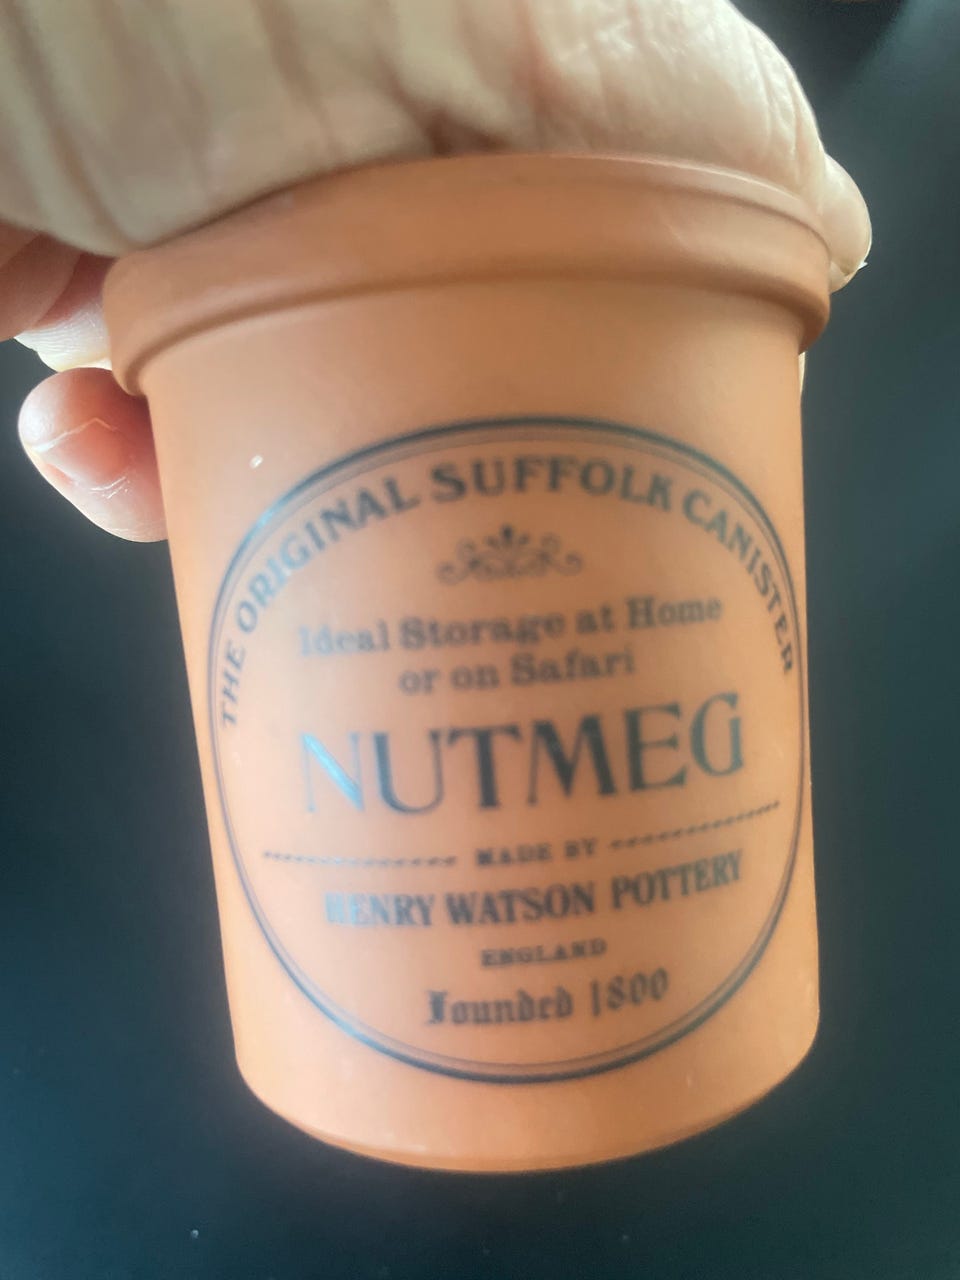 THE ORIGINAL SUFFOLK CANISTER
Ideal Storage at Home
or on Safari
NUTMEG
MADE BY
HENRY WATSON POTTERY
ENGLAND
Founded 1800